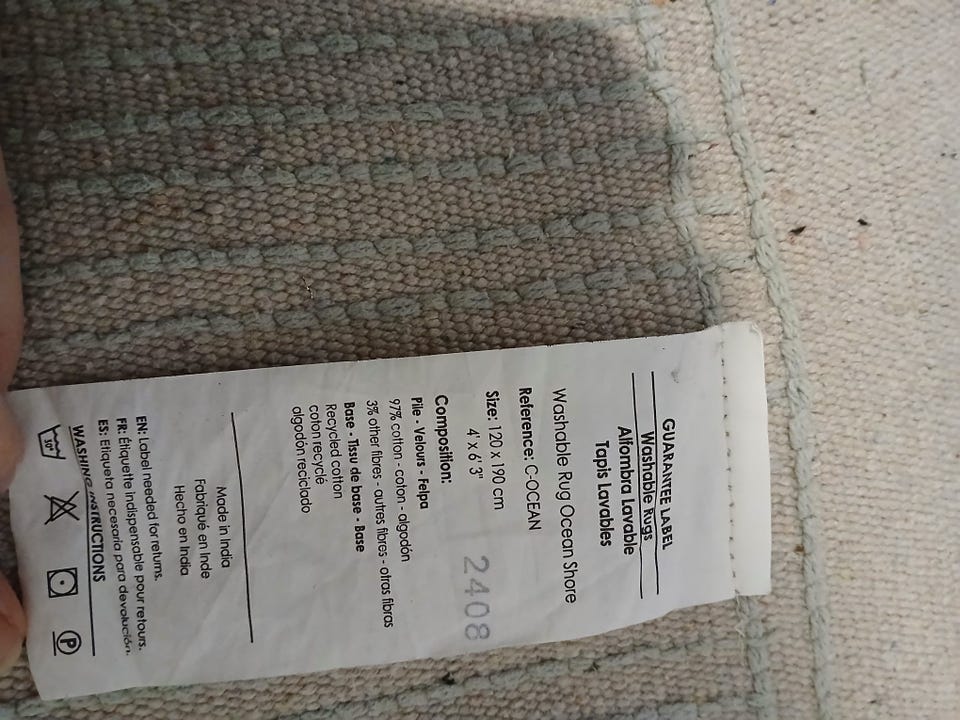 GUARANTEE LABEL
Washable Rugs
Alfombra Lavable
Tapis Lavables
Washable Rug Ocean Shore
Reference: C-OCEAN
Size: 120 x 190 cm
4' x 6' 3"
2408
Composition:
Pile - Velours - Felpa
97% cotton - coton - algodón
3% other fibres - autres fibres - otras fibras
Base - Tissu de base - Base
Recycled cotton
coton recyclé
algodón reciclado
Made in India
Fabriqué en Inde
Hecho en India
EN: Label needed for returns.
FR: Étiquette indispensable pour retours.
ES: Etiqueta necesaria para devolución.
WASHING INSTRUCTIONS
30°
P